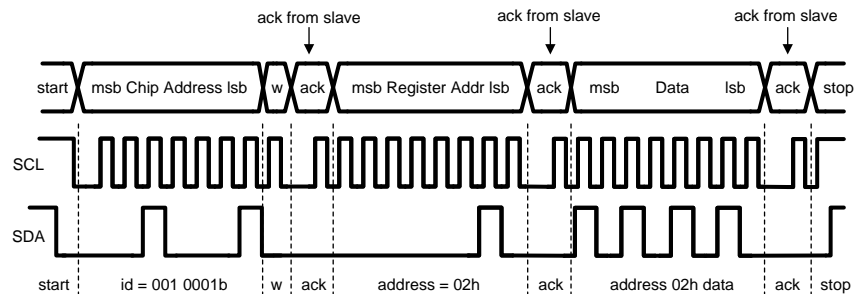 ack from slave ack from slave ack from slave
start msb Chip Address lsb w ack msb Register Addr lsb ack msb Data lsb ack stop
SCL
SDA
start id = 001 0001b w ack address = 02h ack address 02h data ack stop